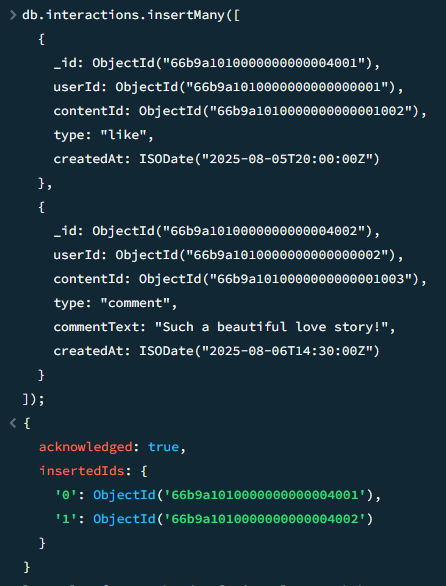 db.interactions.insertMany([
{
_id: ObjectId("66b9a1010000000000004001"),
userId: ObjectId("66b9a1010000000000000001"),
contentId: ObjectId("66b9a1010000000000001002"),
type: "like",
createdAt: ISODate("2025-08-05T20:00:00Z")
},
{
_id: ObjectId("66b9a1010000000000004002"),
userId: ObjectId("66b9a1010000000000000002"),
contentId: ObjectId("66b9a1010000000000001003"),
type: "comment",
commentText: "Such a beautiful love story!",
createdAt: ISODate("2025-08-06T14:30:00Z")
}
]);
{
acknowledged: true,
insertedIds: {
'0': ObjectId('66b9a1010000000000004001'),
'1': ObjectId('66b9a1010000000000004002')
}
}